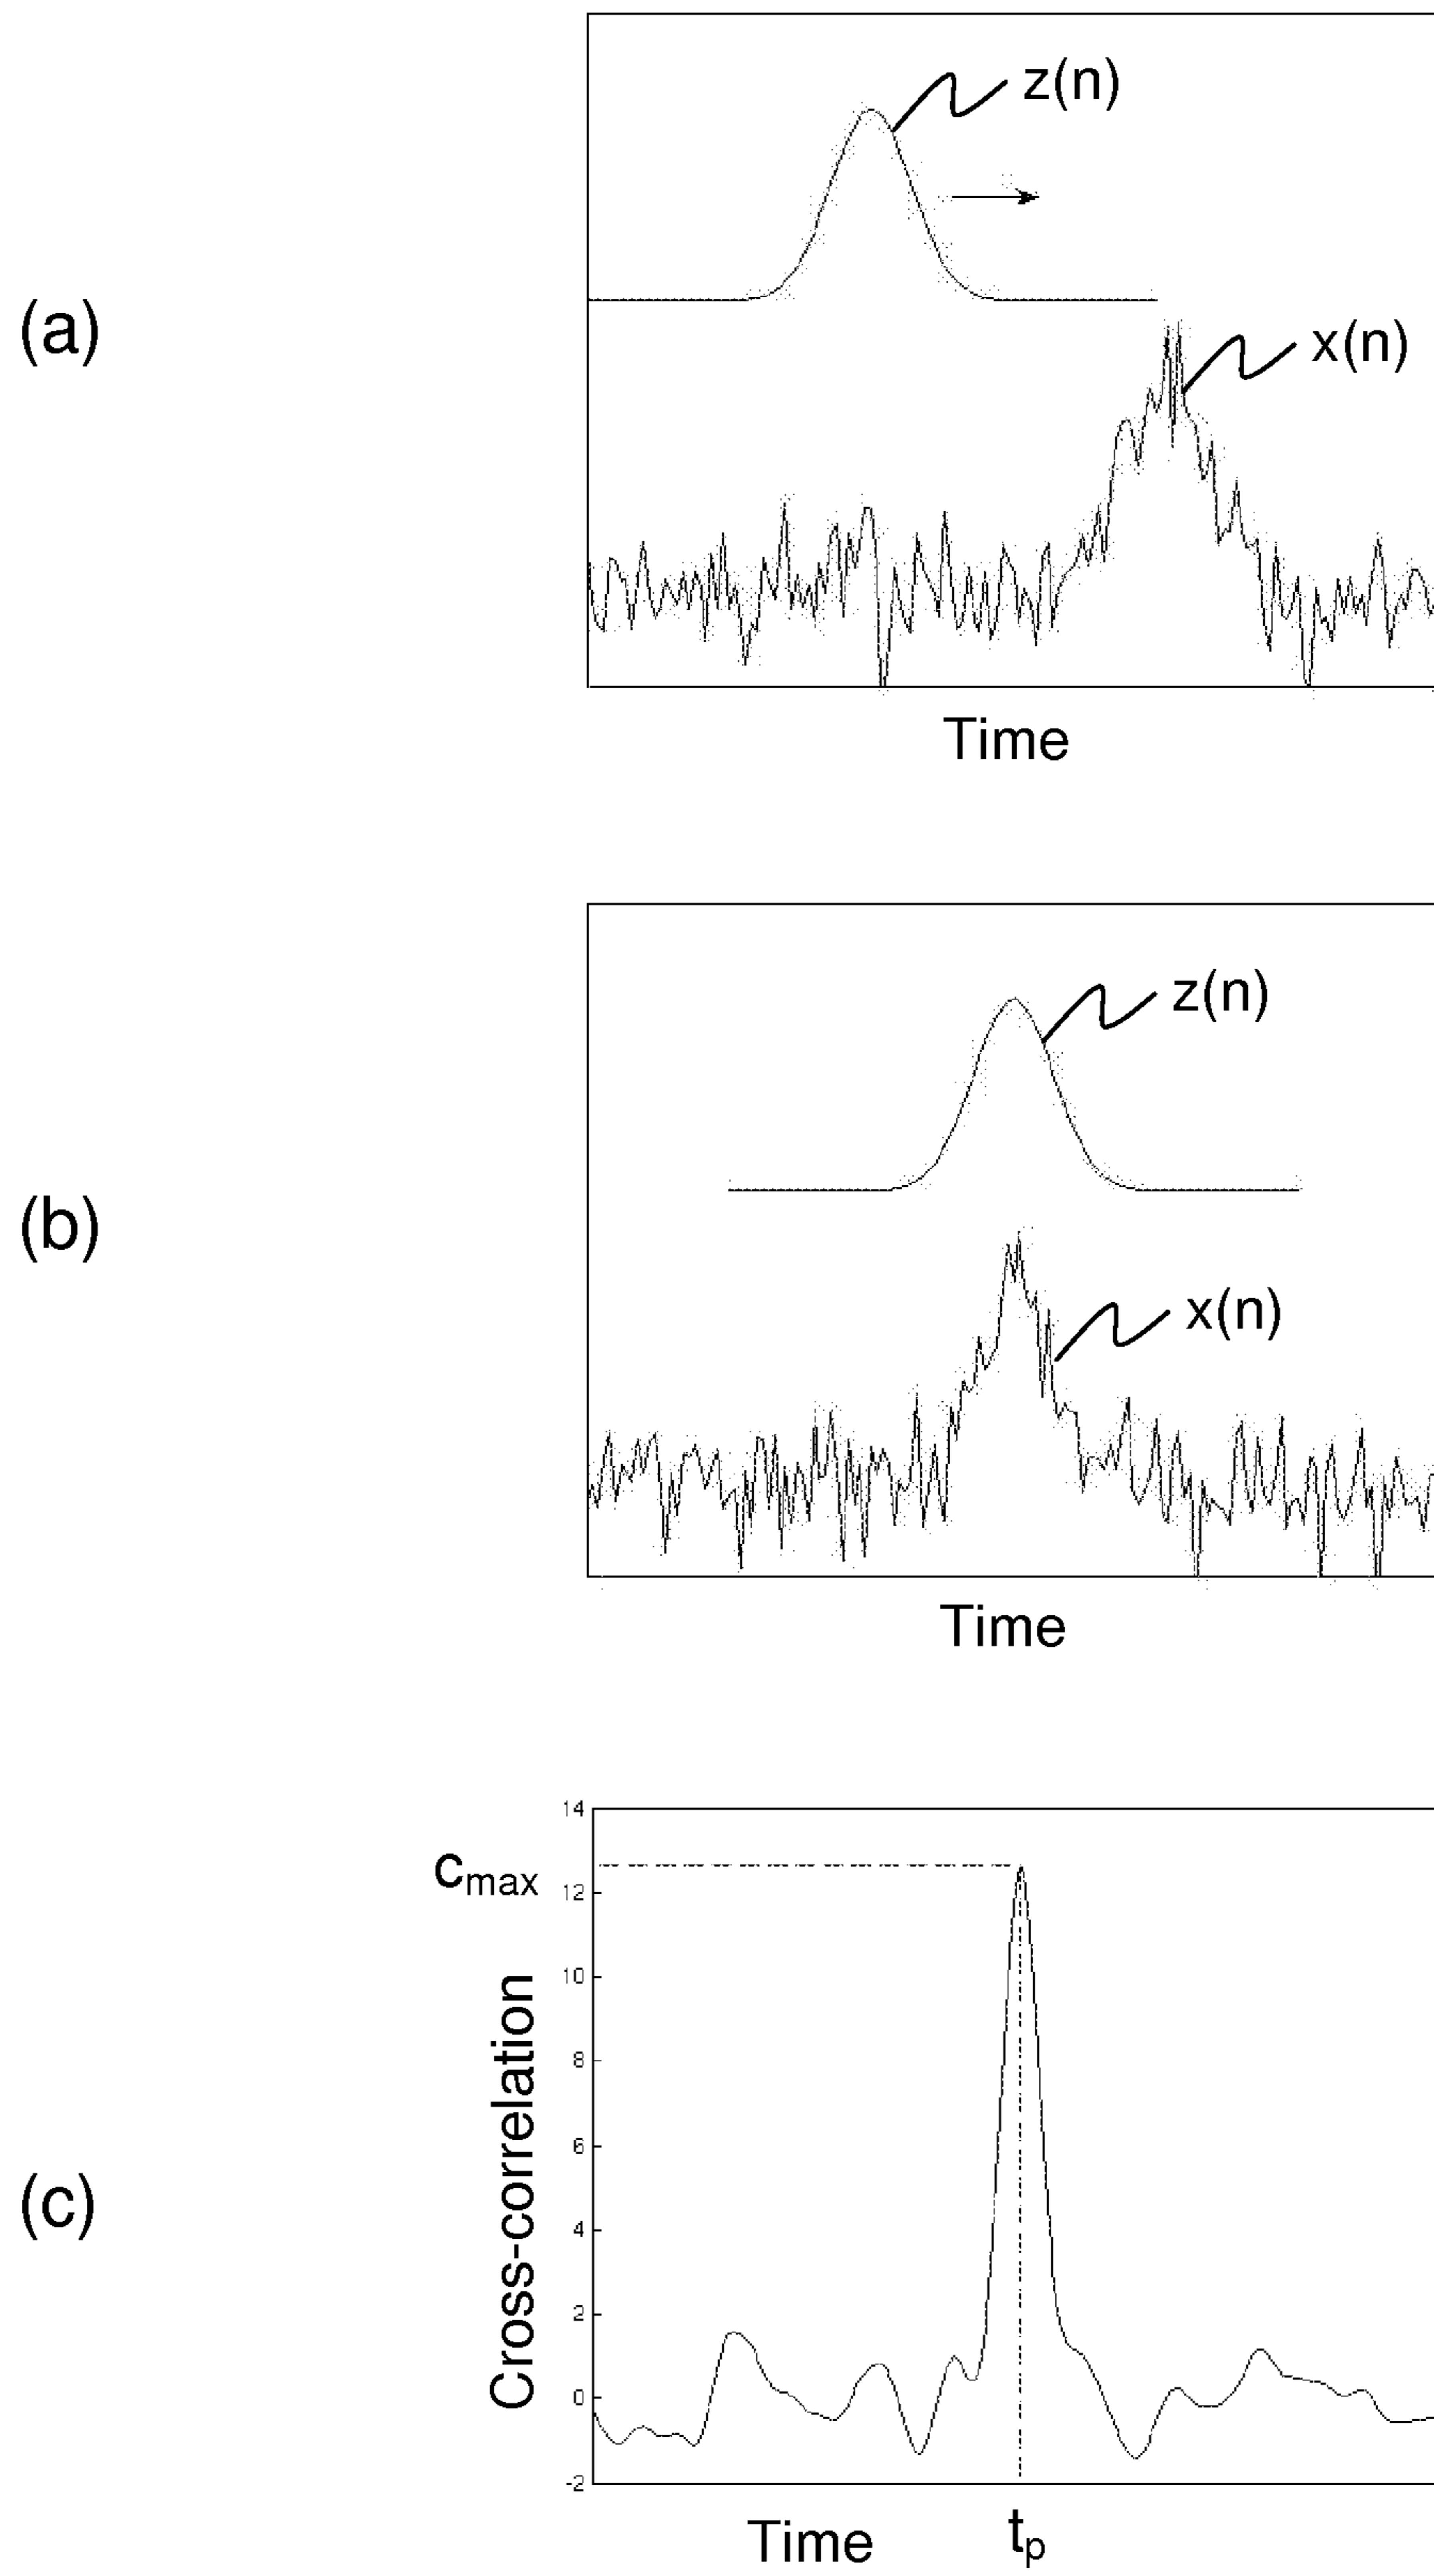 z(n)
(a)
x(n)
Time
z(n)
(b)
x(n)
Time
14
cmax
12
10
8
6
4
2
0
-2
Cross-correlation
(c)
Time
tp